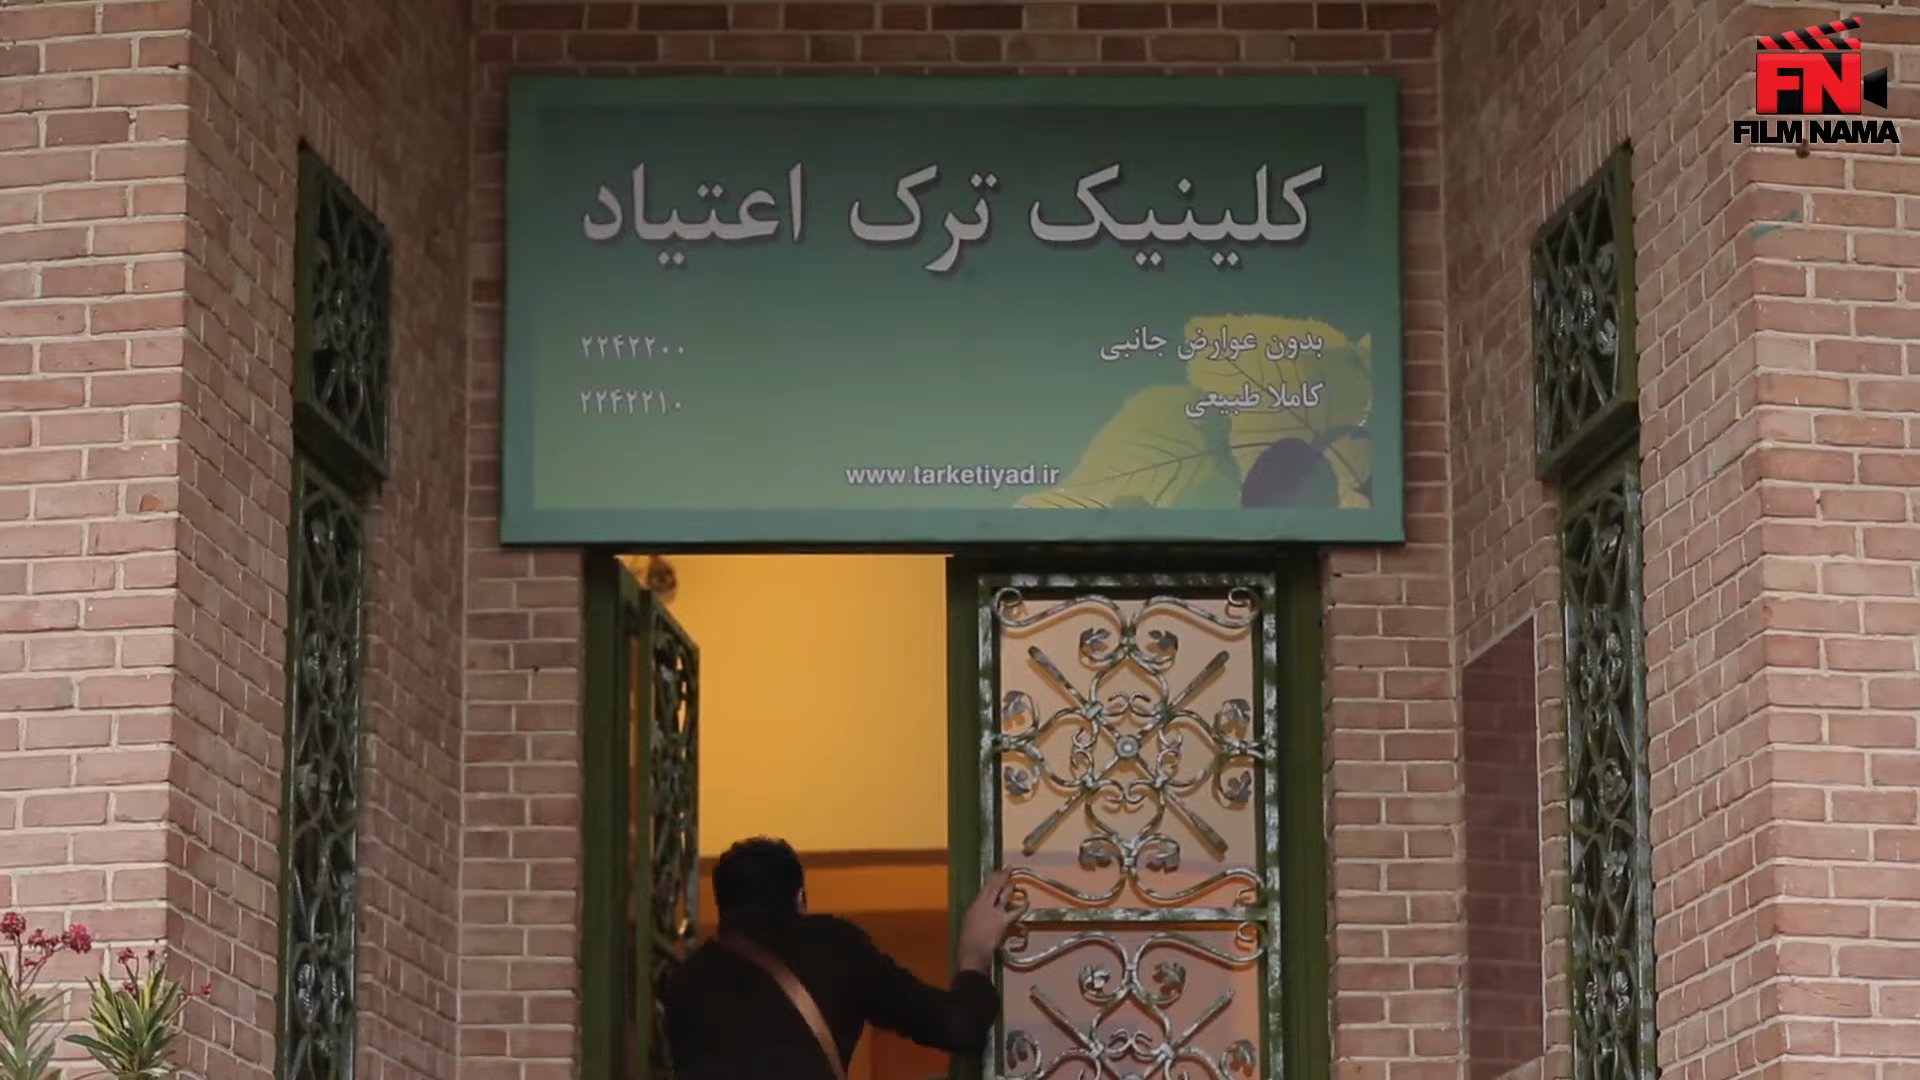 کلینیک ترک اعتیاد
بدون عوارض جانبی
۲۲۴۲۲۰۰
کاملا طبیعی
۲۲۴۲۲۱۰
www.tarketiyad.ir
FN
FILM NAMA